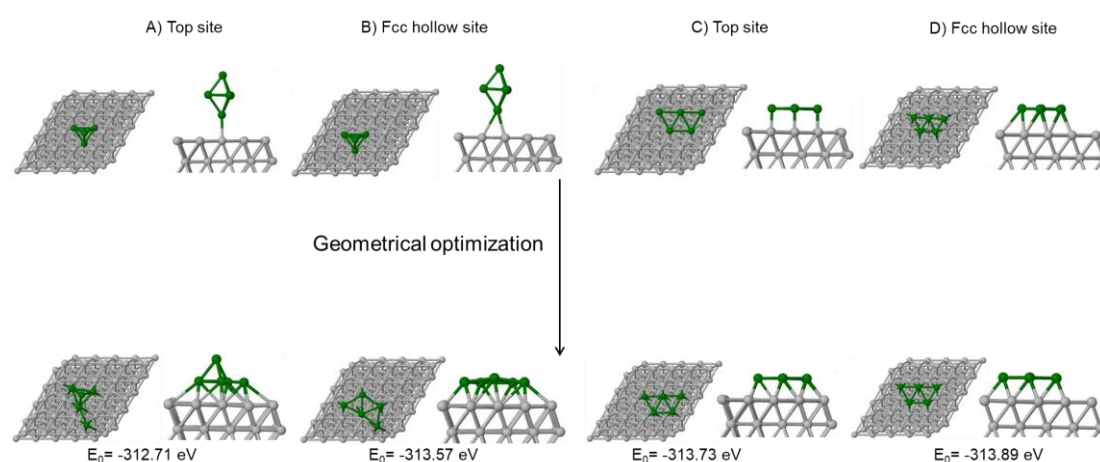 A) Top site
B) Fcc hollow site
C) Top site
D) Fcc hollow site
Geometrical optimization
E₀= -312.71 eV
E₀= -313.57 eV
E₀= -313.73 eV
E₀= -313.89 eV